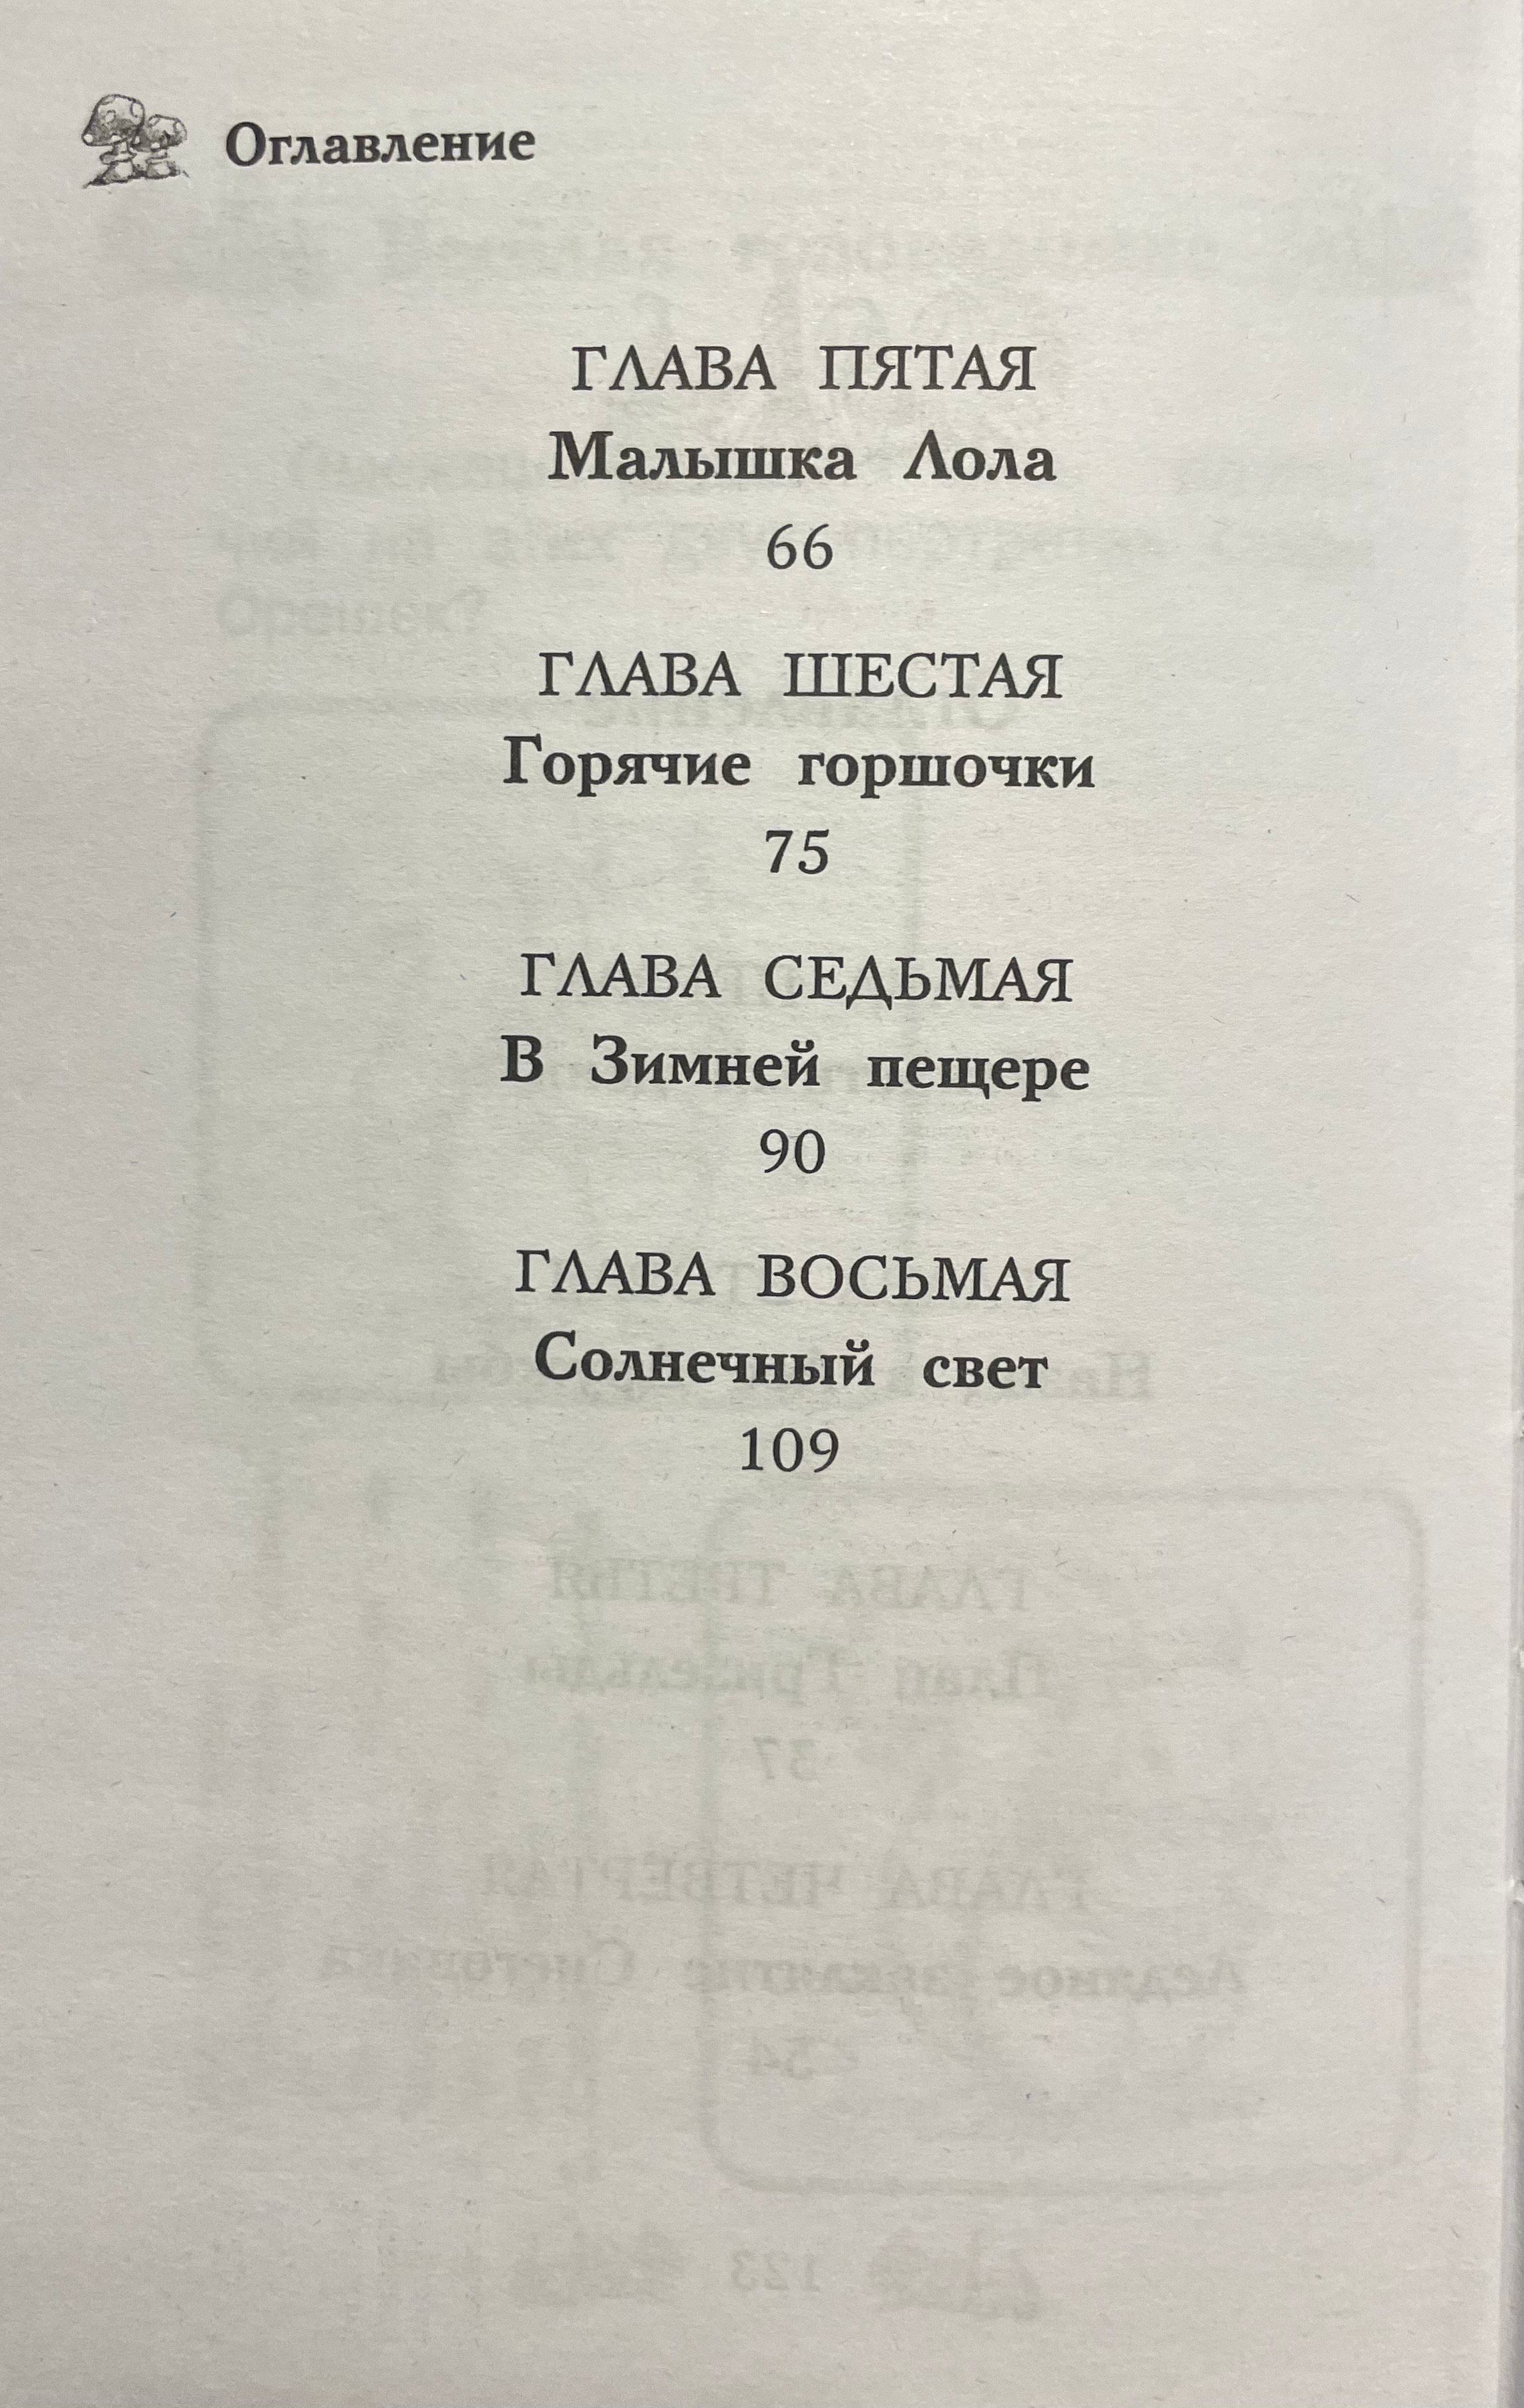 Оглавление
ГЛАВА ПЯТАЯ
Малышка Лола
66
ГЛАВА ШЕСТАЯ
Горячие горшочки
75
ГЛАВА СЕДЬМАЯ
В Зимней пещере
90
ГЛАВА ВОСЬМАЯ
Солнечный свет
109